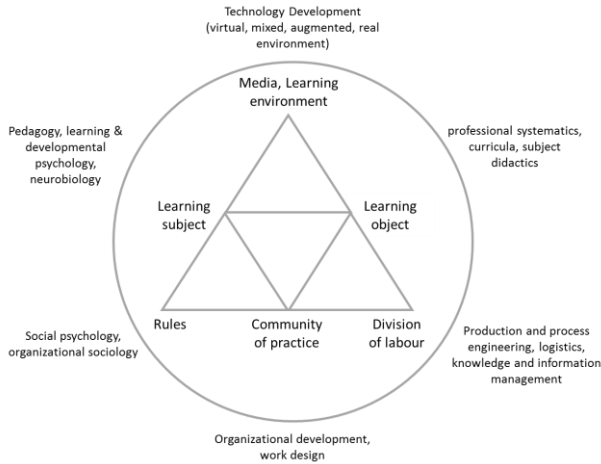 Technology Development
(virtual, mixed, augmented, real
environment)
Media, Learning
environment
Pedagogy, learning &
developmental
psychology,
neurobiology
professional systematics,
curricula, subject
didactics
Learning
subject
Learning
object
Rules
Community
of practice
Division
of labour
Social psychology,
organizational sociology
Production and process
engineering, logistics,
knowledge and information
management
Organizational development,
work design